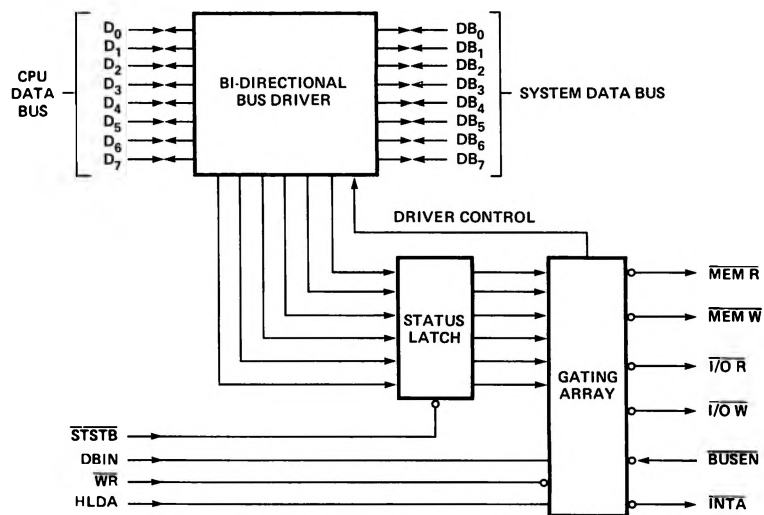 CPU
DATA
BUS
D0
D1
D2
D3
D4
D5
D6
D7
BI-DIRECTIONAL
BUS DRIVER
DB0
DB1
DB2
DB3
DB4
DB5
DB6
DB7
SYSTEM DATA BUS
DRIVER CONTROL
STATUS
LATCH
GATING
ARRAY
MEM R
MEM W
I/O R
I/O W
BUSEN
INTA
STSTB
DBIN
WR
HLDA